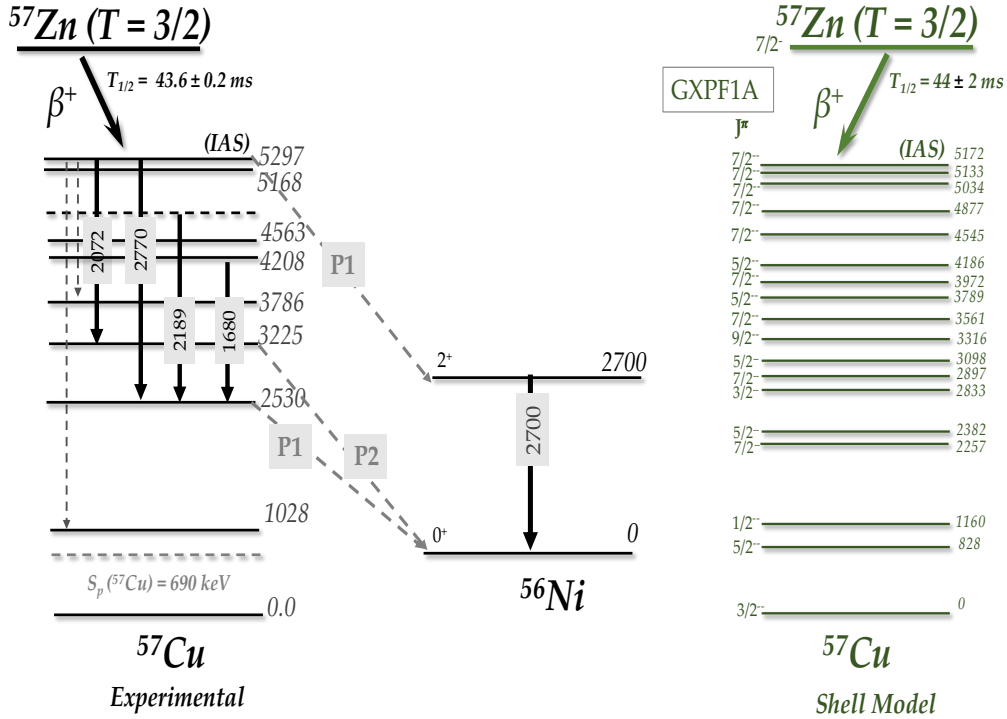 ⁵⁷Zn (T = 3/2)
T₁/₂ = 43.6 ± 0.2 ms
β⁺
(IAS)
5297
5168
4563
4208
3786
3225
2530
1028
0.0
2072
2770
2189
1680
P1
P1
P2
Sₚ (⁵⁷Cu) = 690 keV
⁵⁷Cu
Experimental
2⁺
2700
2700
0⁺
0
⁵⁶Ni
⁵⁷Zn (T = 3/2)
7/2⁻
T₁/₂ = 44 ± 2 ms
GXPF1A
β⁺
Jπ
(IAS)
7/2⁻ 5172
7/2⁻ 5133
7/2⁻ 5034
7/2⁻ 4877
7/2⁻ 4545
5/2⁻ 4186
7/2⁻ 3972
5/2⁻ 3789
7/2⁻ 3561
9/2⁻ 3316
5/2⁻ 3098
7/2⁻ 2897
3/2⁻ 2833
5/2⁻ 2382
7/2⁻ 2257
1/2⁻ 1160
5/2⁻ 828
3/2⁻ 0
⁵⁷Cu
Shell Model